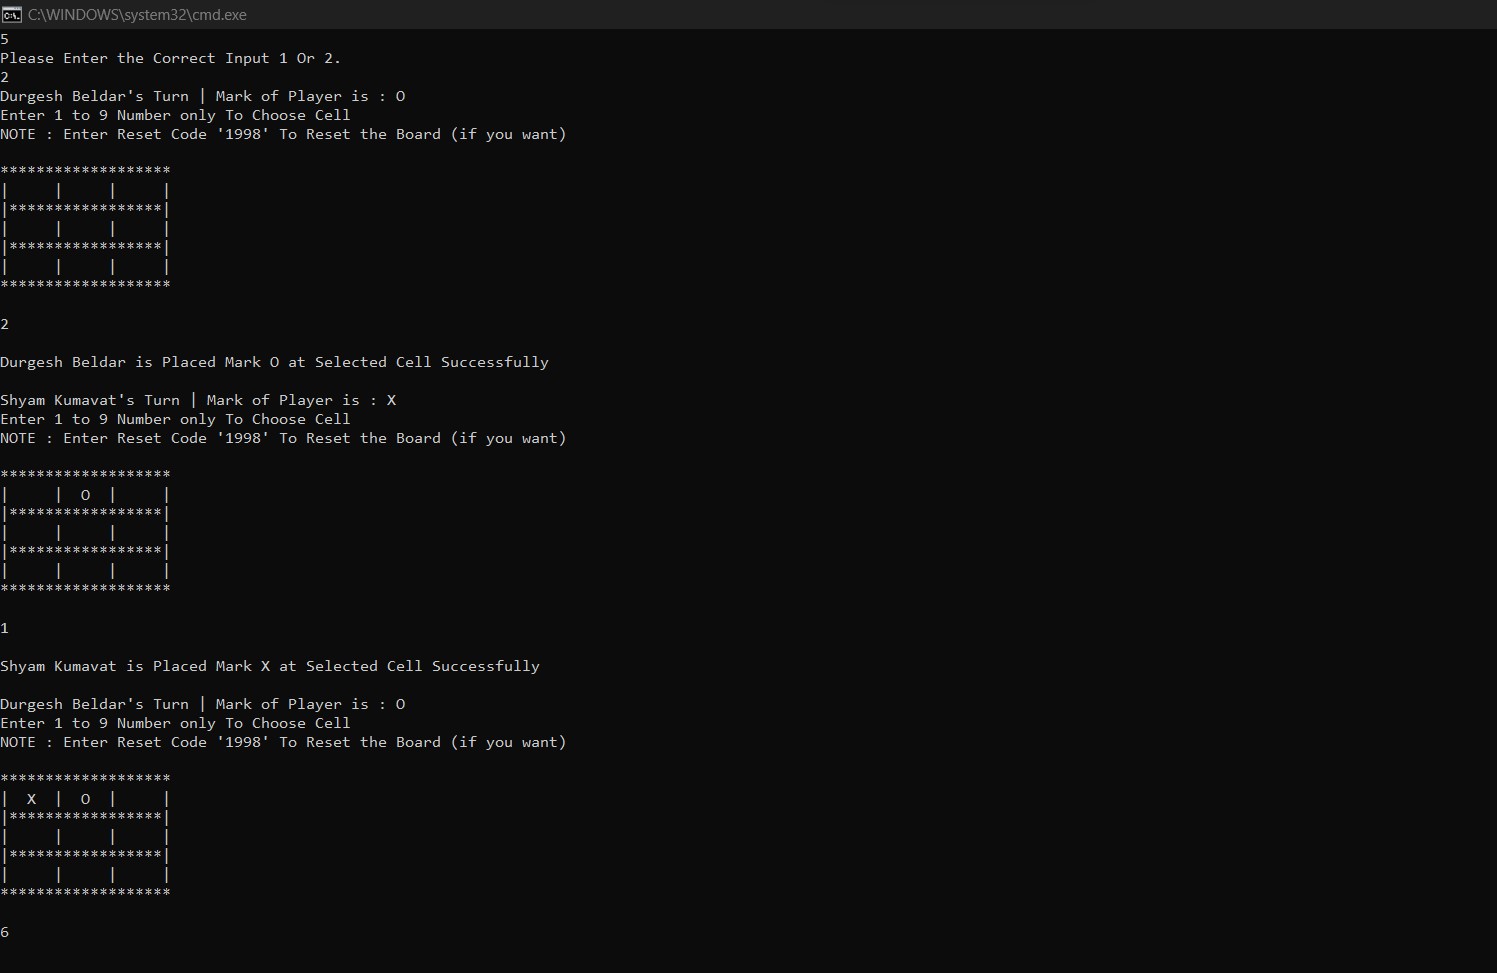 C:\WINDOWS\system32\cmd.exe
5
Please Enter the Correct Input 1 Or 2.
2
Durgesh Beldar's Turn | Mark of Player is : O
Enter 1 to 9 Number only To Choose Cell
NOTE : Enter Reset Code '1998' To Reset the Board (if you want)
*******************
|     |     |     |
|*****************|
|     |     |     |
|*****************|
|     |     |     |
*******************
2
Durgesh Beldar is Placed Mark O at Selected Cell Successfully
Shyam Kumavat's Turn | Mark of Player is : X
Enter 1 to 9 Number only To Choose Cell
NOTE : Enter Reset Code '1998' To Reset the Board (if you want)
*******************
|     |  O  |     |
|*****************|
|     |     |     |
|*****************|
|     |     |     |
*******************
1
Shyam Kumavat is Placed Mark X at Selected Cell Successfully
Durgesh Beldar's Turn | Mark of Player is : O
Enter 1 to 9 Number only To Choose Cell
NOTE : Enter Reset Code '1998' To Reset the Board (if you want)
*******************
|  X  |  O  |     |
|*****************|
|     |     |     |
|*****************|
|     |     |     |
*******************
6